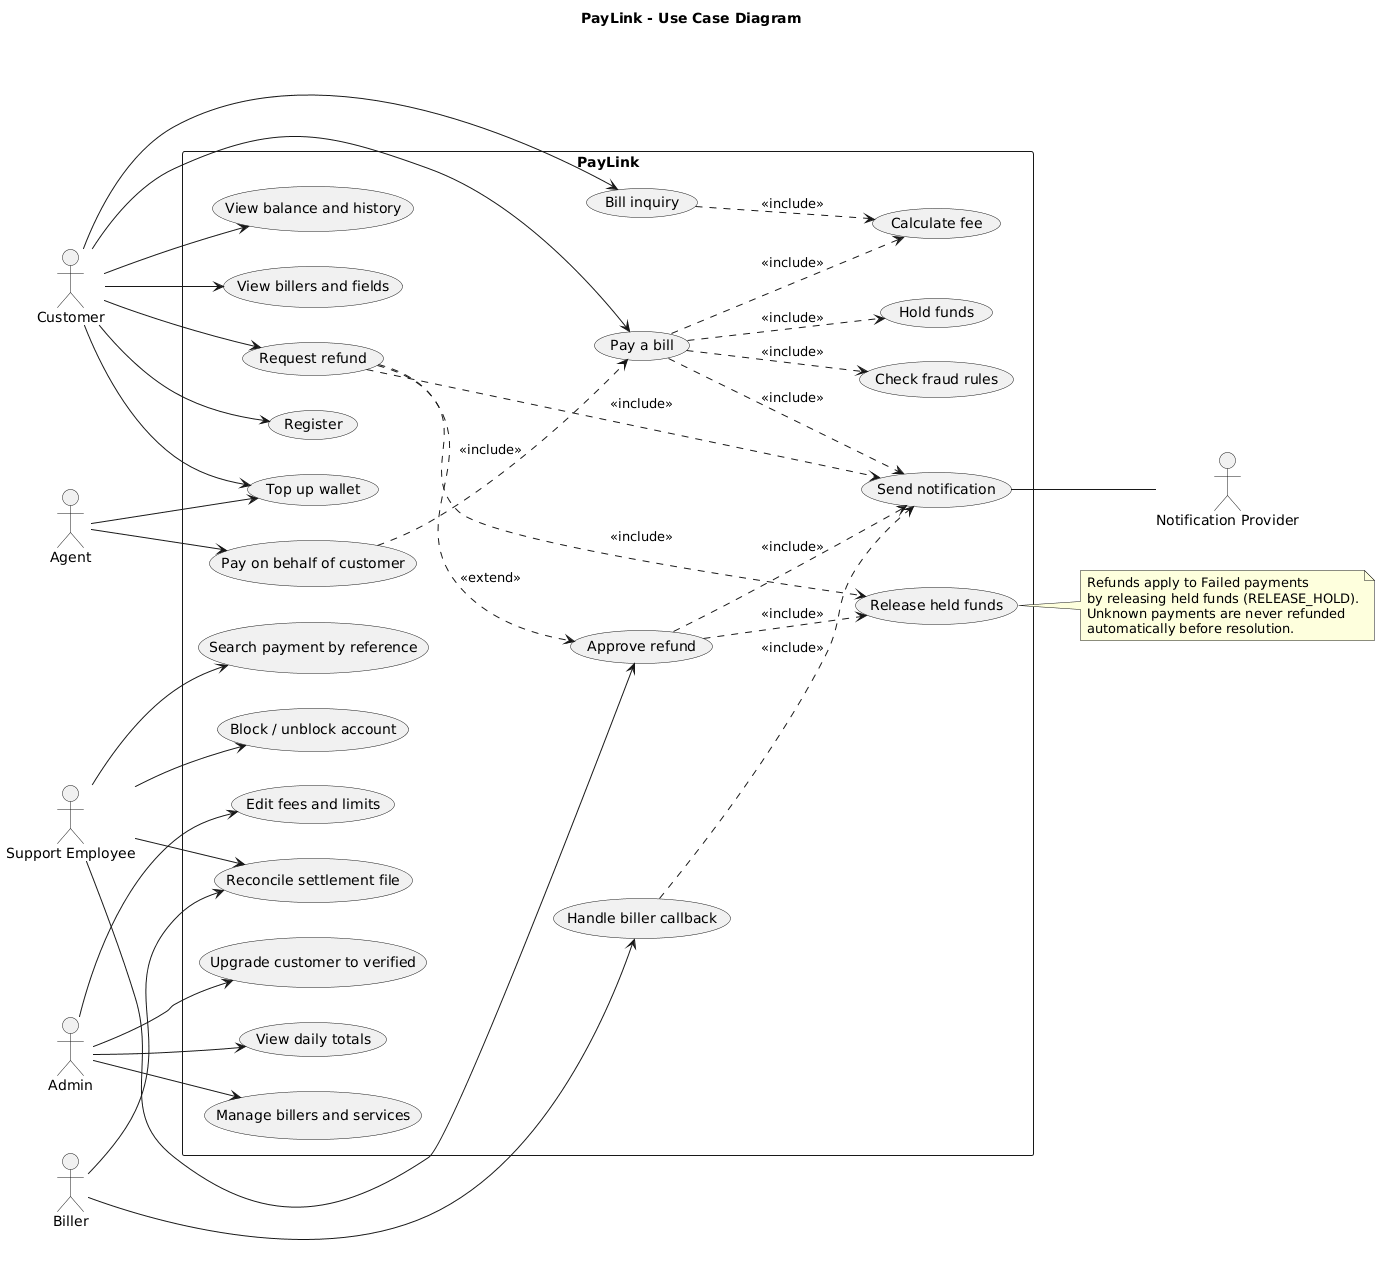 PayLink - Use Case Diagram
PayLink
View balance and history
Bill inquiry
«include»
Calculate fee
«include»
View billers and fields
Customer
Hold funds
«include»
Pay a bill
Request refund
«include»
Check fraud rules
«include»
«include»
Register
«include»
Top up wallet
Send notification
Notification Provider
Agent
Pay on behalf of customer
«include»
«include»
«extend»
Release held funds
Refunds apply to Failed payments
by releasing held funds (RELEASE_HOLD).
Unknown payments are never refunded
automatically before resolution.
«include»
Approve refund
«include»
Search payment by reference
Block / unblock account
Edit fees and limits
Support Employee
Reconcile settlement file
Handle biller callback
Upgrade customer to verified
View daily totals
Admin
Manage billers and services
Biller